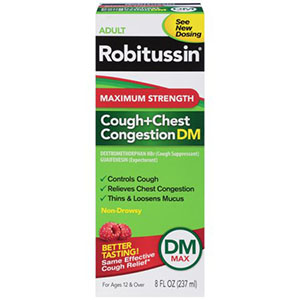 See
New
Dosing
ADULT
Robitussin®
MAXIMUM STRENGTH
Cough+Chest
Congestion DM
DEXTROMETHORPHAN HBr (Cough Suppressant)
GUAIFENESIN (Expectorant)
✓ Controls Cough
✓ Relieves Chest Congestion
✓ Thins & Loosens Mucus
Non-Drowsy
BETTER
TASTING!
Same Effective
Cough Relief*
DM
MAX
For Ages 12 & Over
8 FL OZ (237 ml)